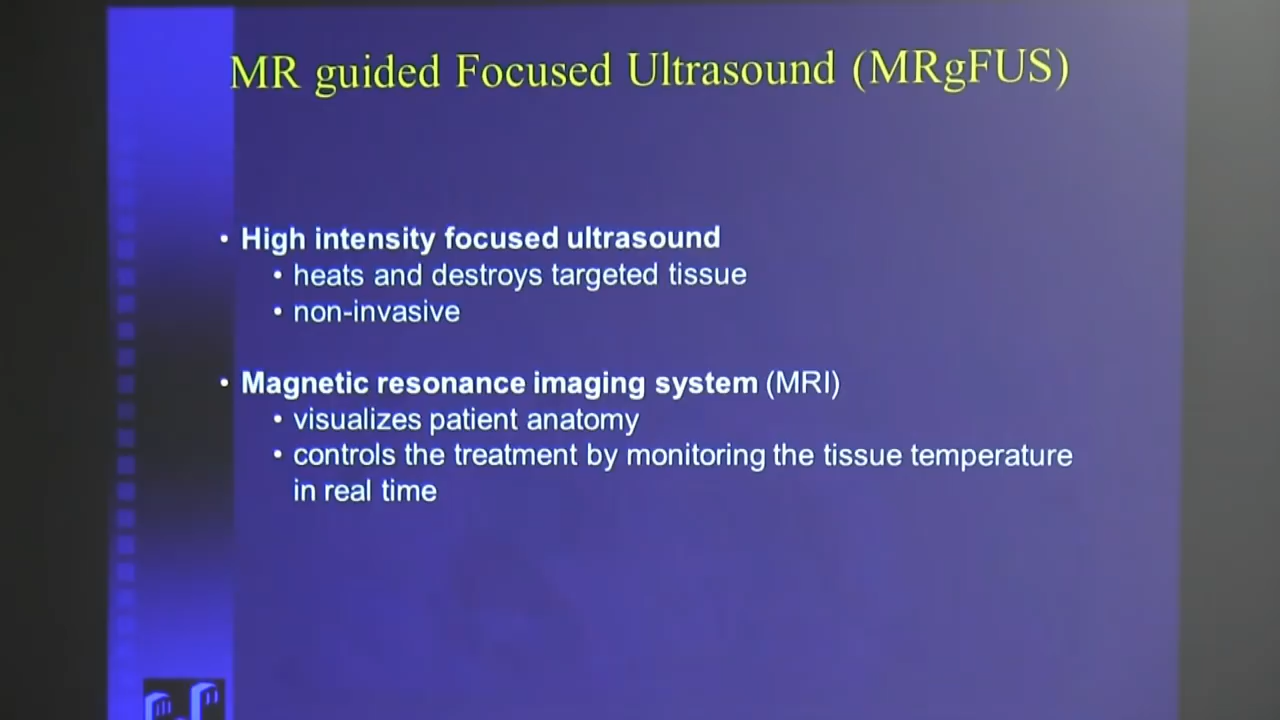 MR guided Focused Ultrasound (MRgFUS)
• High intensity focused ultrasound
• heats and destroys targeted tissue
• non-invasive
• Magnetic resonance imaging system (MRI)
• visualizes patient anatomy
• controls the treatment by monitoring the tissue temperature
in real time